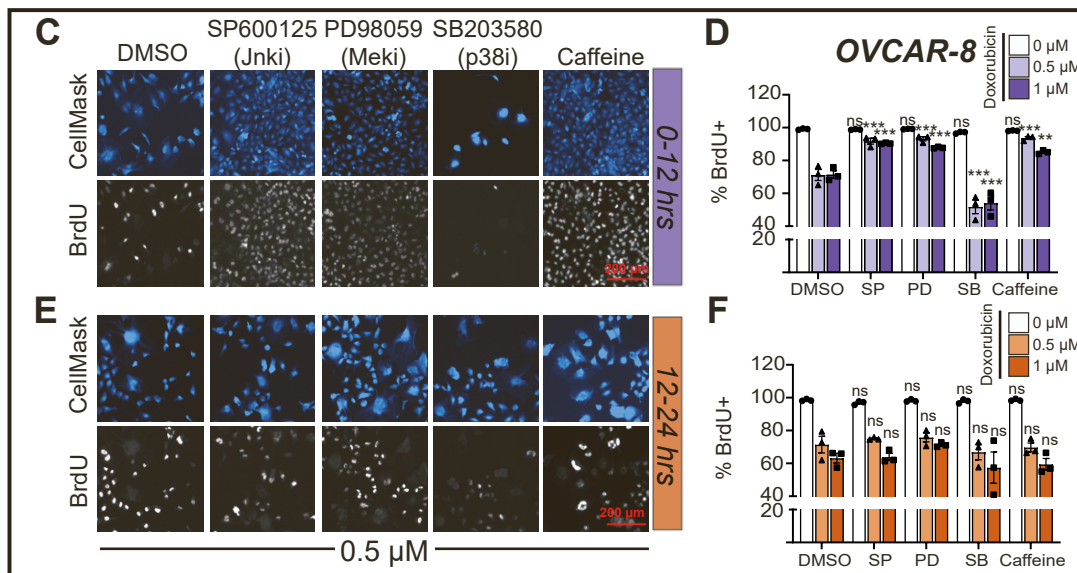 C
DMSO
SP600125
(Jnki)
PD98059
(Meki)
SB203580
(p38i)
Caffeine
CellMask
BrdU
200 µm
0-12 hrs
D
OVCAR-8
Doxorubicin
0 µM
0.5 µM
1 µM
% BrdU+
100
80
60
40
20
ns
ns
***
***
ns
***
***
ns
***
***
ns
***
**
DMSO
SP
PD
SB
Caffeine
E
CellMask
BrdU
200 µm
12-24 hrs
0.5 µM
F
Doxorubicin
0 µM
0.5 µM
1 µM
% BrdU+
100
80
60
40
20
ns
ns
ns
ns
ns
ns
ns
ns
ns
ns
ns
ns
DMSO
SP
PD
SB
Caffeine